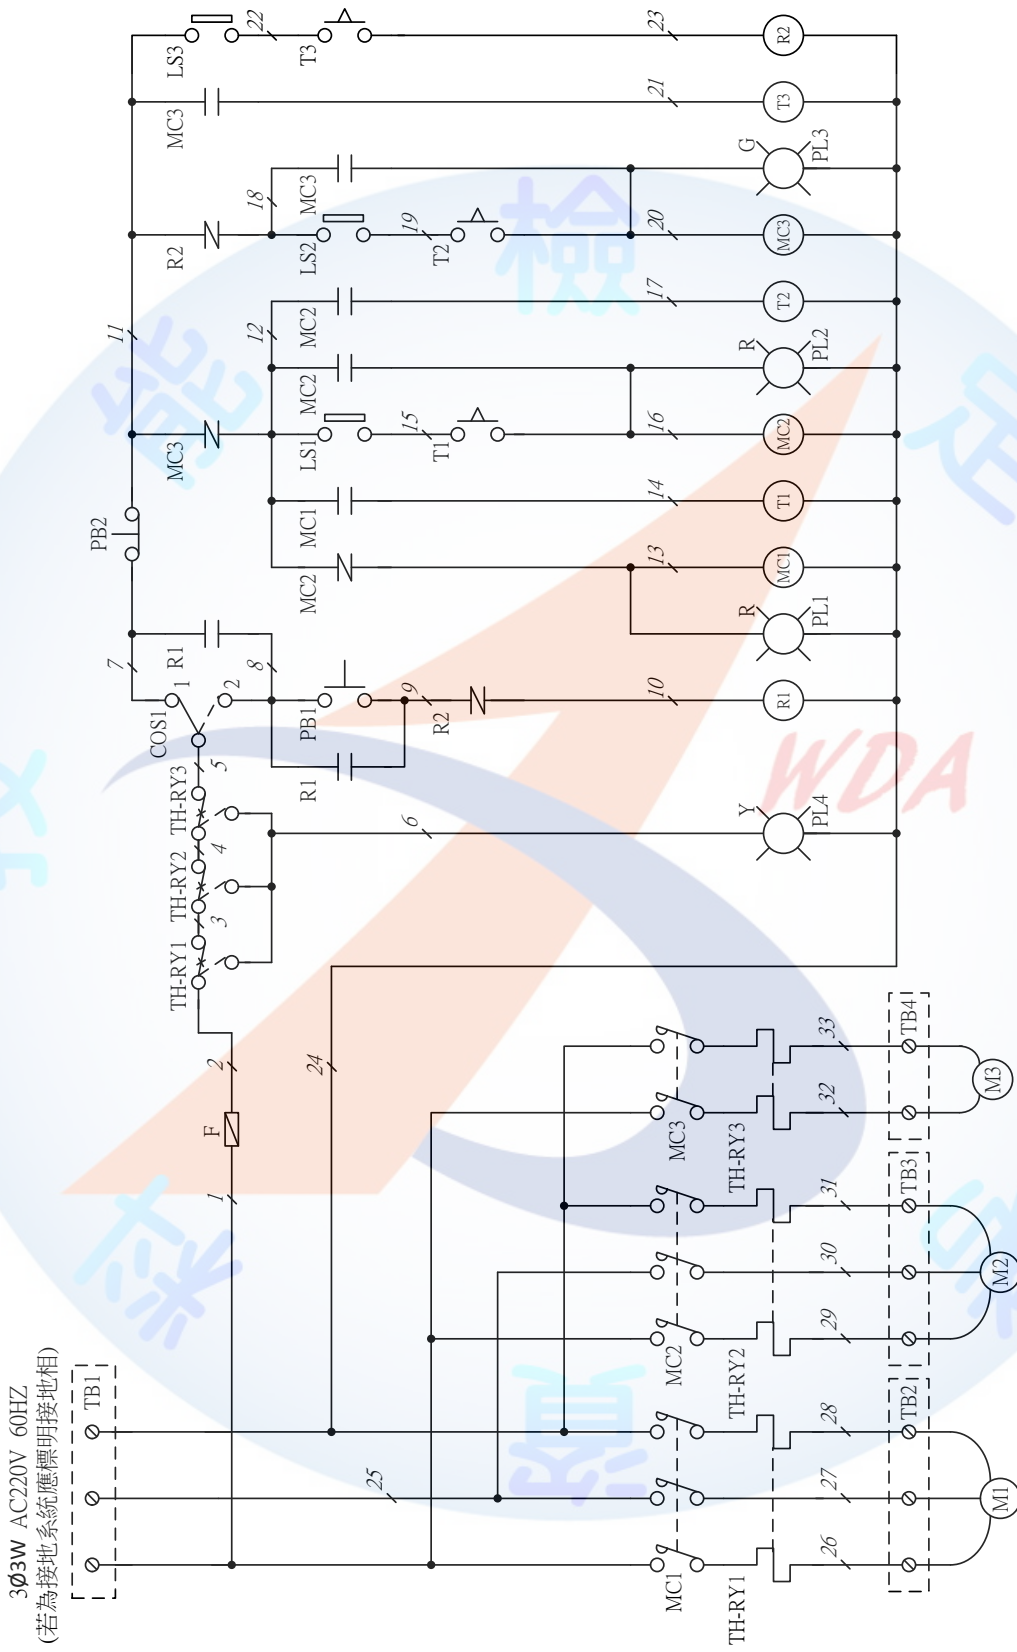 3Ø3W AC220V 60HZ
(若為接地系統應標明接地相)
TB1
1
F
2
24
25
MC1
MC2
MC3
TH-RY1
TH-RY2
TH-RY3
26
27
28
29
30
31
32
33
TB2
TB3
TB4
M1
M2
M3
TH-RY1
TH-RY2
TH-RY3
3
4
5
6
Y
PL4
COS1
1
2
7
8
R1
PB1
R1
9
R2
10
R1
PB2
11
MC3
12
MC2
13
R
PL1
MC1
MC1
14
T1
LS1
15
T1
16
MC2
MC2
R
PL2
MC2
17
T2
R2
18
LS2
19
T2
20
MC3
MC3
G
PL3
MC3
21
T3
LS3
22
T3
23
R2
WDA
技
能
檢
定